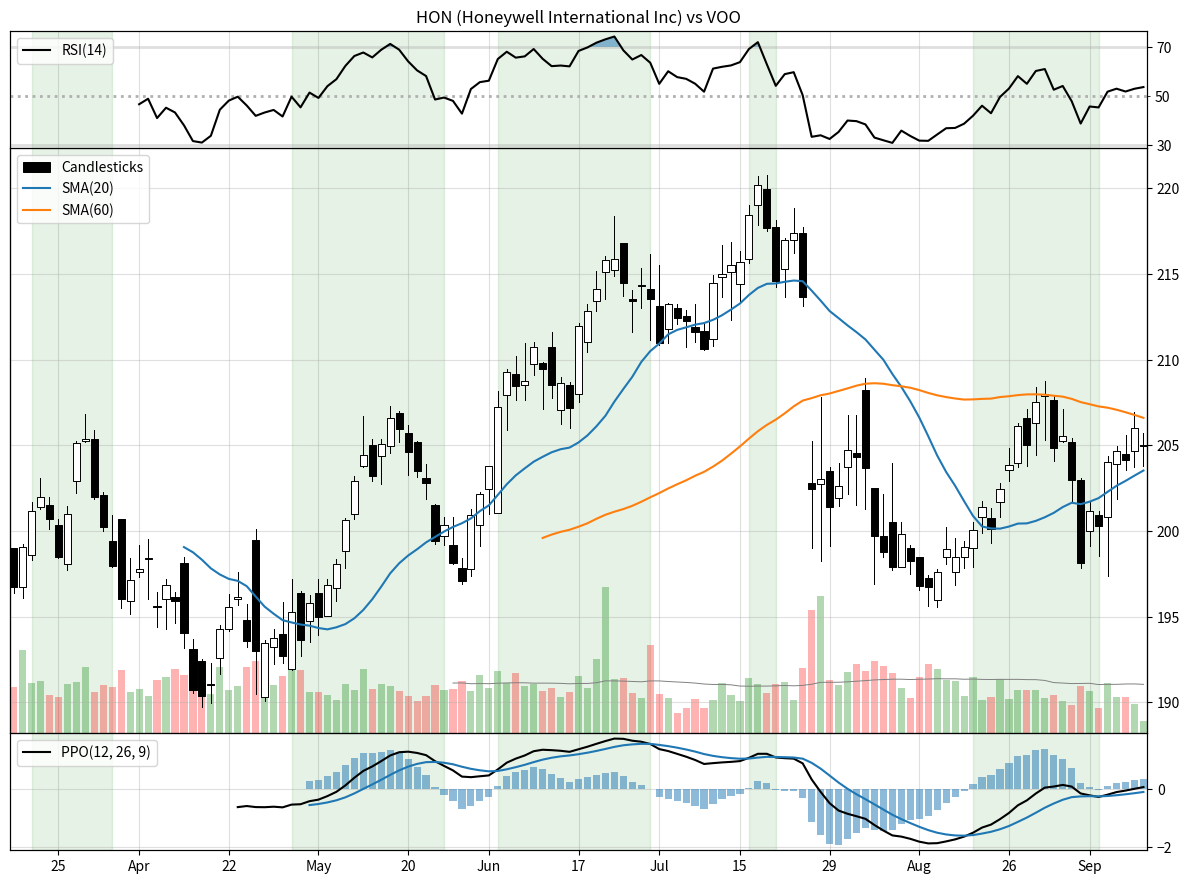 HON (Honeywell International Inc) vs VOO
RSI(14)
70
50
30
Candlesticks
SMA(20)
SMA(60)
220
215
210
205
200
195
190
PPO(12, 26, 9)
0
−2
25 Apr 22 May 20 Jun 17 Jul 15 29 Aug 26 Sep